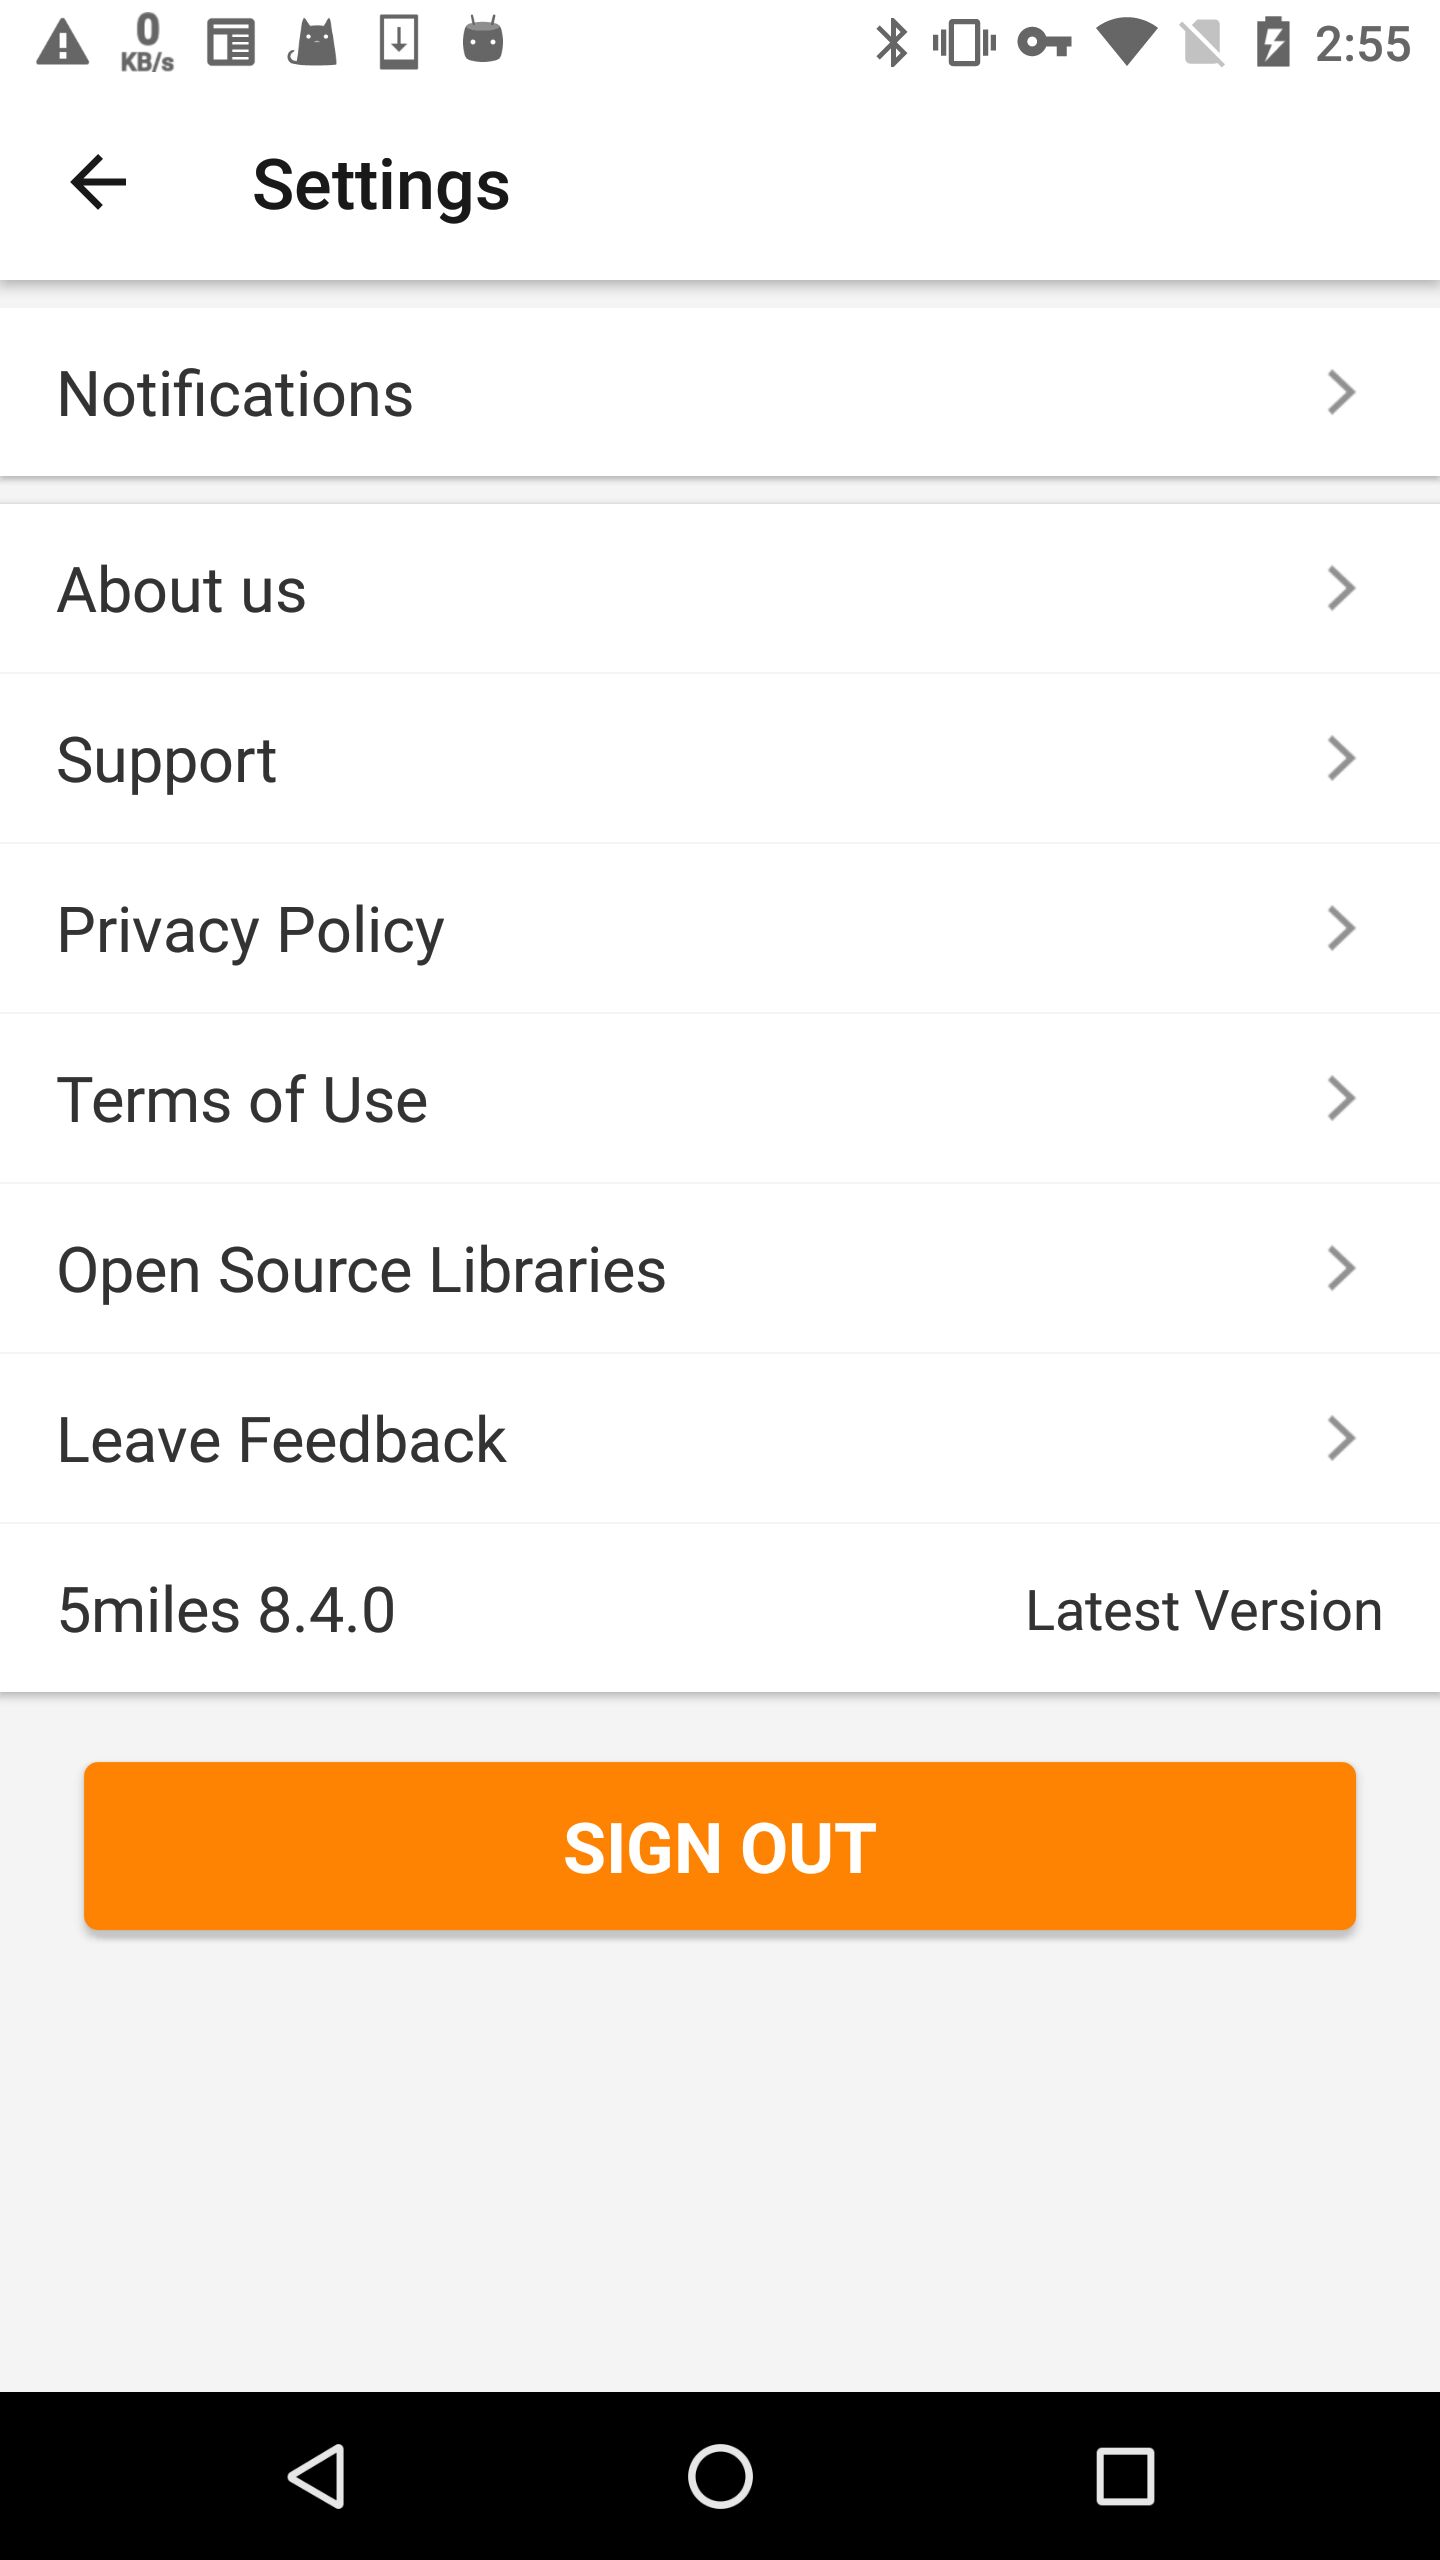 0
KB/s
2:55
Settings
Notifications
About us
Support
Privacy Policy
Terms of Use
Open Source Libraries
Leave Feedback
5miles 8.4.0 Latest Version
SIGN OUT